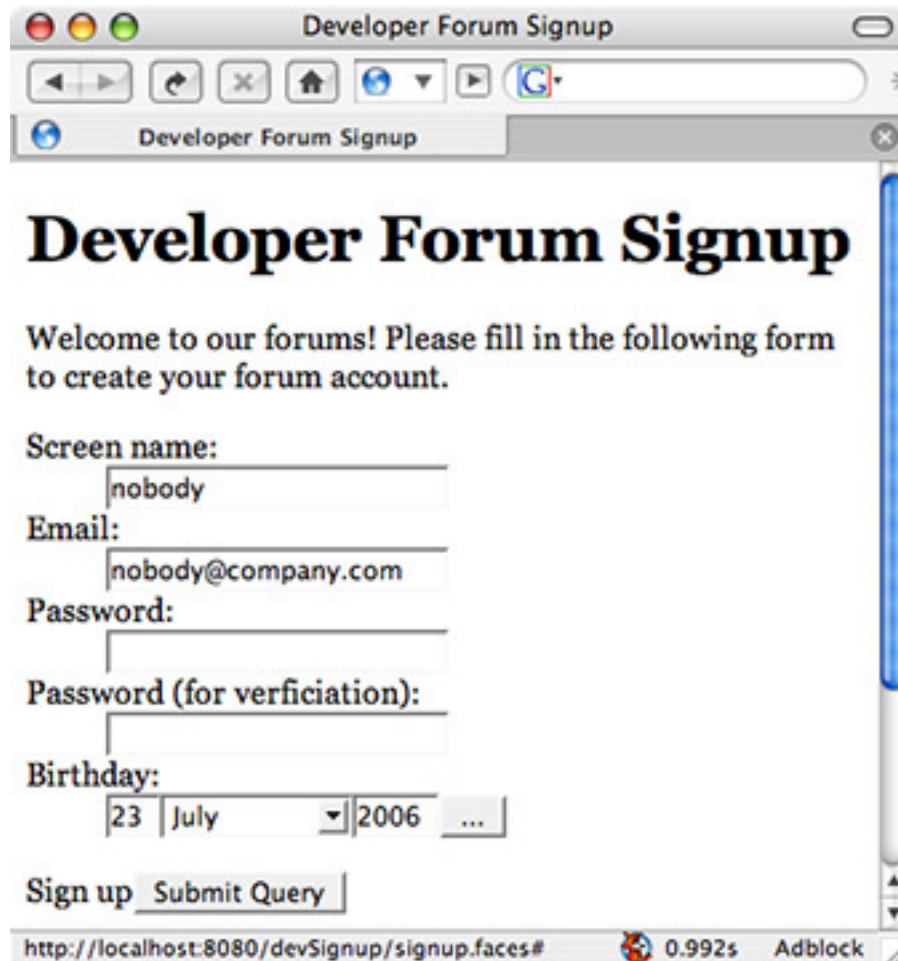 Developer Forum Signup
G
Developer Forum Signup
Developer Forum Signup
Welcome to our forums! Please fill in the following form
to create your forum account.
Screen name:
nobody
Email:
nobody@company.com
Password:
Password (for verficiation):
Birthday:
23 July 2006 ...
Sign up Submit Query
http://localhost:8080/devSignup/signup.faces# 0.992s Adblock